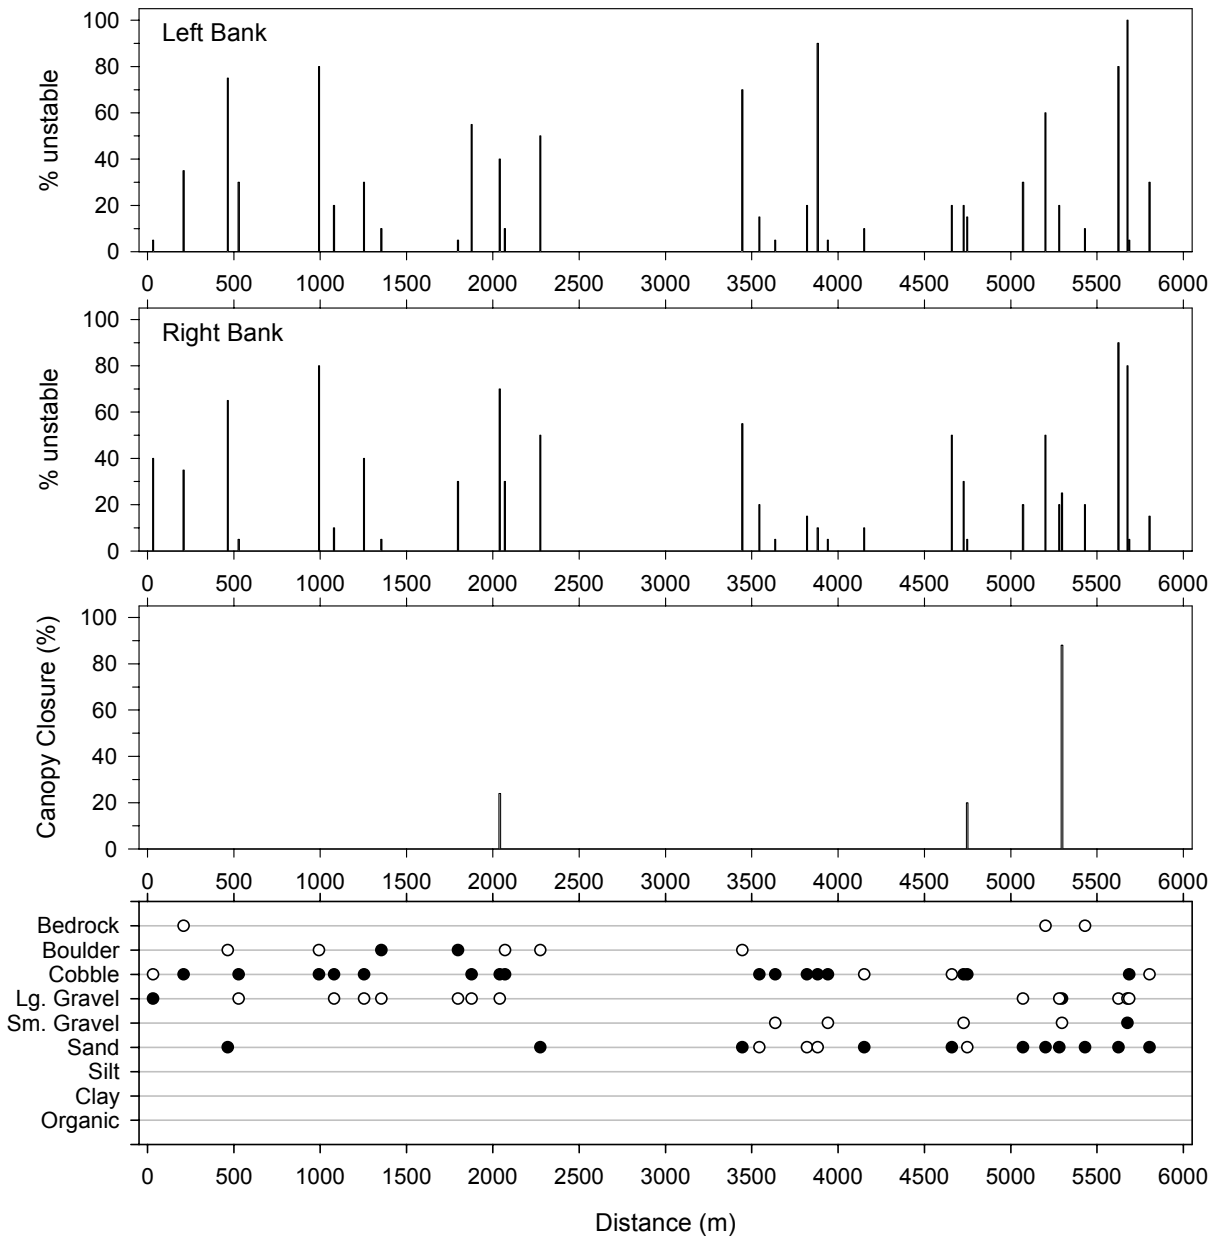 Left Bank
% unstable
100
80
60
40
20
0
0 500 1000 1500 2000 2500 3000 3500 4000 4500 5000 5500 6000
Right Bank
% unstable
100
80
60
40
20
0
0 500 1000 1500 2000 2500 3000 3500 4000 4500 5000 5500 6000
Canopy Closure (%)
100
80
60
40
20
0
0 500 1000 1500 2000 2500 3000 3500 4000 4500 5000 5500 6000
Bedrock
Boulder
Cobble
Lg. Gravel
Sm. Gravel
Sand
Silt
Clay
Organic
0 500 1000 1500 2000 2500 3000 3500 4000 4500 5000 5500 6000
Distance (m)